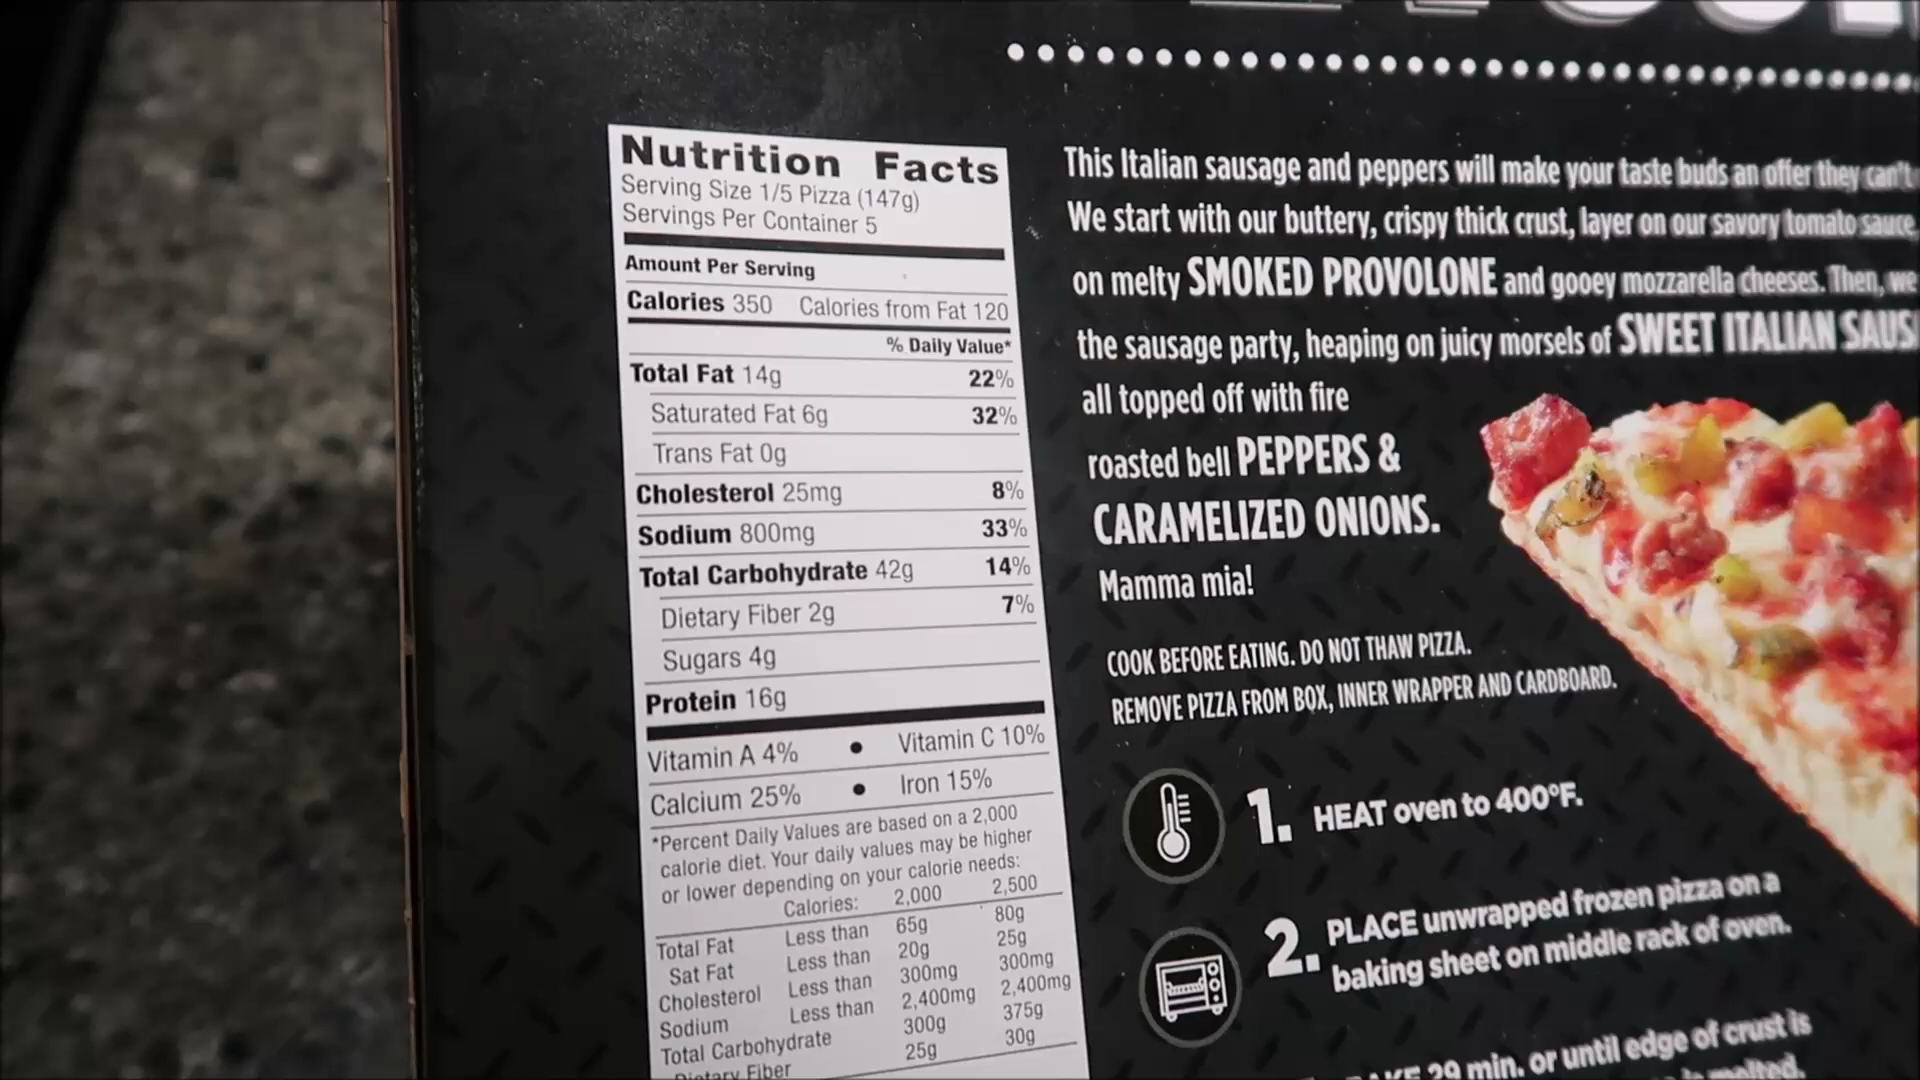 Nutrition Facts
Serving Size 1/5 Pizza (147g)
Servings Per Container 5
Amount Per Serving
Calories 350 Calories from Fat 120
% Daily Value*
Total Fat 14g 22%
Saturated Fat 6g 32%
Trans Fat 0g
Cholesterol 25mg 8%
Sodium 800mg 33%
Total Carbohydrate 42g 14%
Dietary Fiber 2g 7%
Sugars 4g
Protein 16g
Vitamin A 4% • Vitamin C 10%
Calcium 25% • Iron 15%
*Percent Daily Values are based on a 2,000
calorie diet. Your daily values may be higher
or lower depending on your calorie needs:
Calories: 2,000 2,500
Total Fat Less than 65g 80g
Sat Fat Less than 20g 25g
Cholesterol Less than 300mg 300mg
Sodium Less than 2,400mg 2,400mg
Total Carbohydrate 300g 375g
Dietary Fiber 25g 30g
This Italian sausage and peppers will make your taste buds an offer they can't
We start with our buttery, crispy thick crust, layer on our savory tomato sauce,
on melty SMOKED PROVOLONE and gooey mozzarella cheeses. Then, we
the sausage party, heaping on juicy morsels of SWEET ITALIAN SAUS
all topped off with fire
roasted bell PEPPERS &
CARAMELIZED ONIONS.
Mamma mia!
COOK BEFORE EATING. DO NOT THAW PIZZA.
REMOVE PIZZA FROM BOX, INNER WRAPPER AND CARDBOARD.
1. HEAT oven to 400°F.
2. PLACE unwrapped frozen pizza on a
baking sheet on middle rack of oven.
29 min. or until edge of crust is
melted.